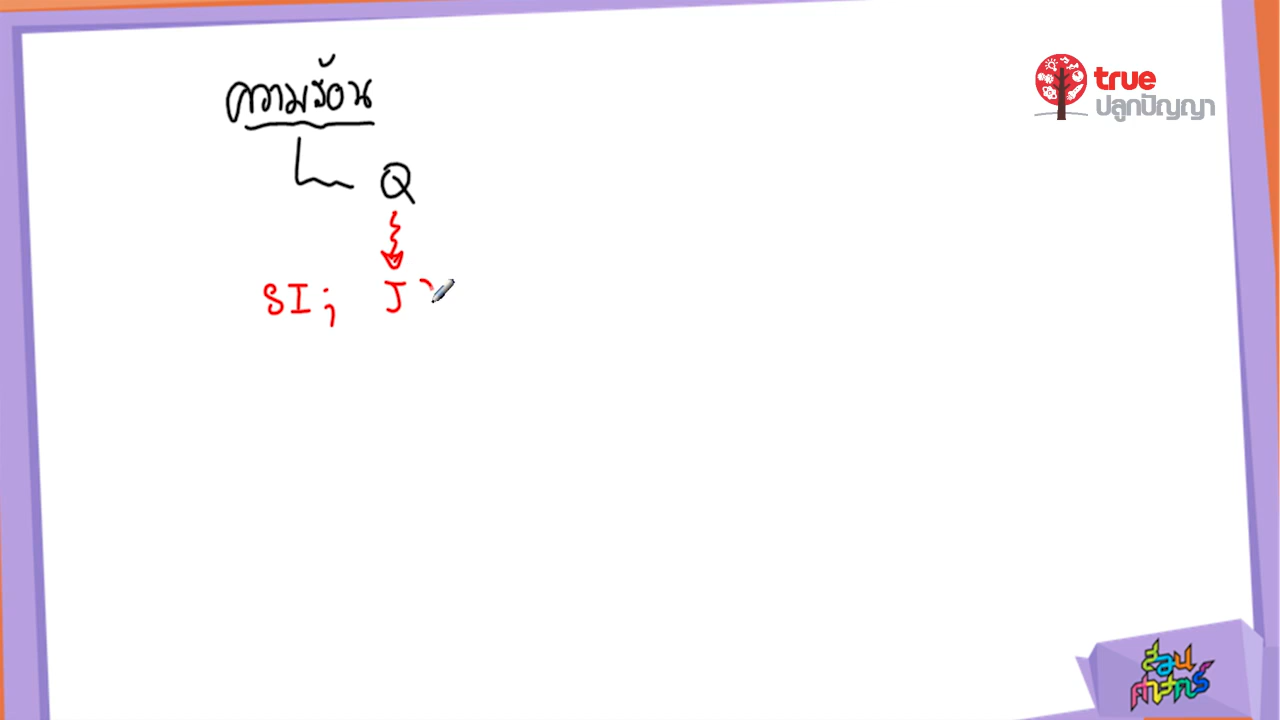 ความร้อน
Q
SI; J
true
ปลูกปัญญา
สอน
ศาสตร์